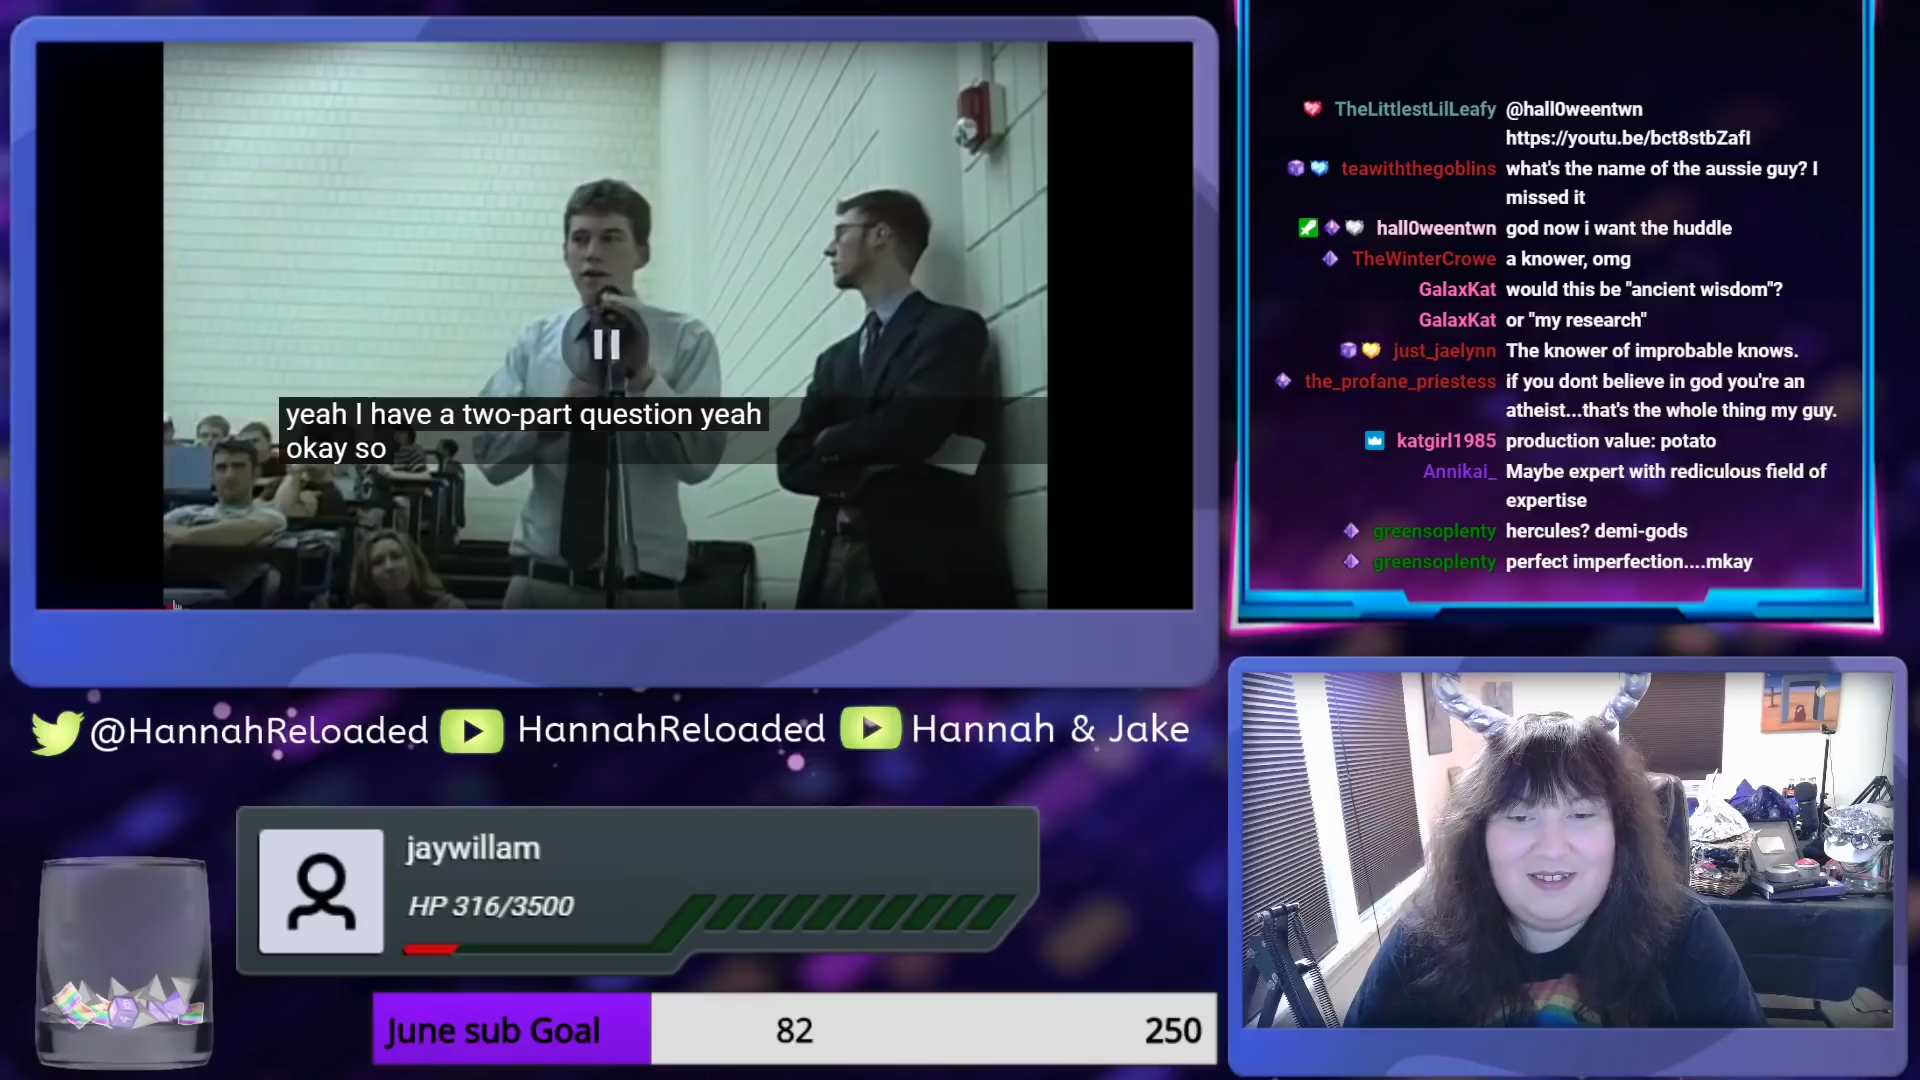 yeah I have a two-part question yeah
okay so
TheLittlestLilLeafy @hall0weentwn
https://youtu.be/bct8stbZafI
teawiththegoblins what's the name of the aussie guy? I
missed it
hall0weentwn god now i want the huddle
TheWinterCrowe a knower, omg
GalaxKat would this be "ancient wisdom"?
GalaxKat or "my research"
just_jaelynn The knower of improbable knows.
the_profane_priestess if you dont believe in god you're an
atheist...that's the whole thing my guy.
katgirl1985 production value: potato
Annikai_ Maybe expert with rediculous field of
expertise
greensoplenty hercules? demi-gods
greensoplenty perfect imperfection....mkay
@HannahReloaded HannahReloaded Hannah & Jake
jaywillam
HP 316/3500
June sub Goal 82 250